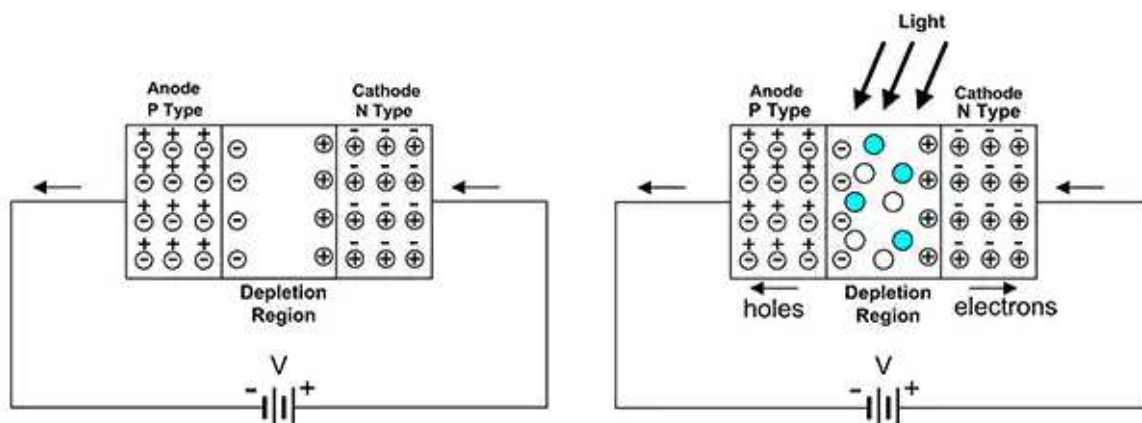 Anode
P Type
Cathode
N Type
Depletion
Region
V
- +
Light
Anode
P Type
Cathode
N Type
holes
Depletion
Region
electrons
V
- +